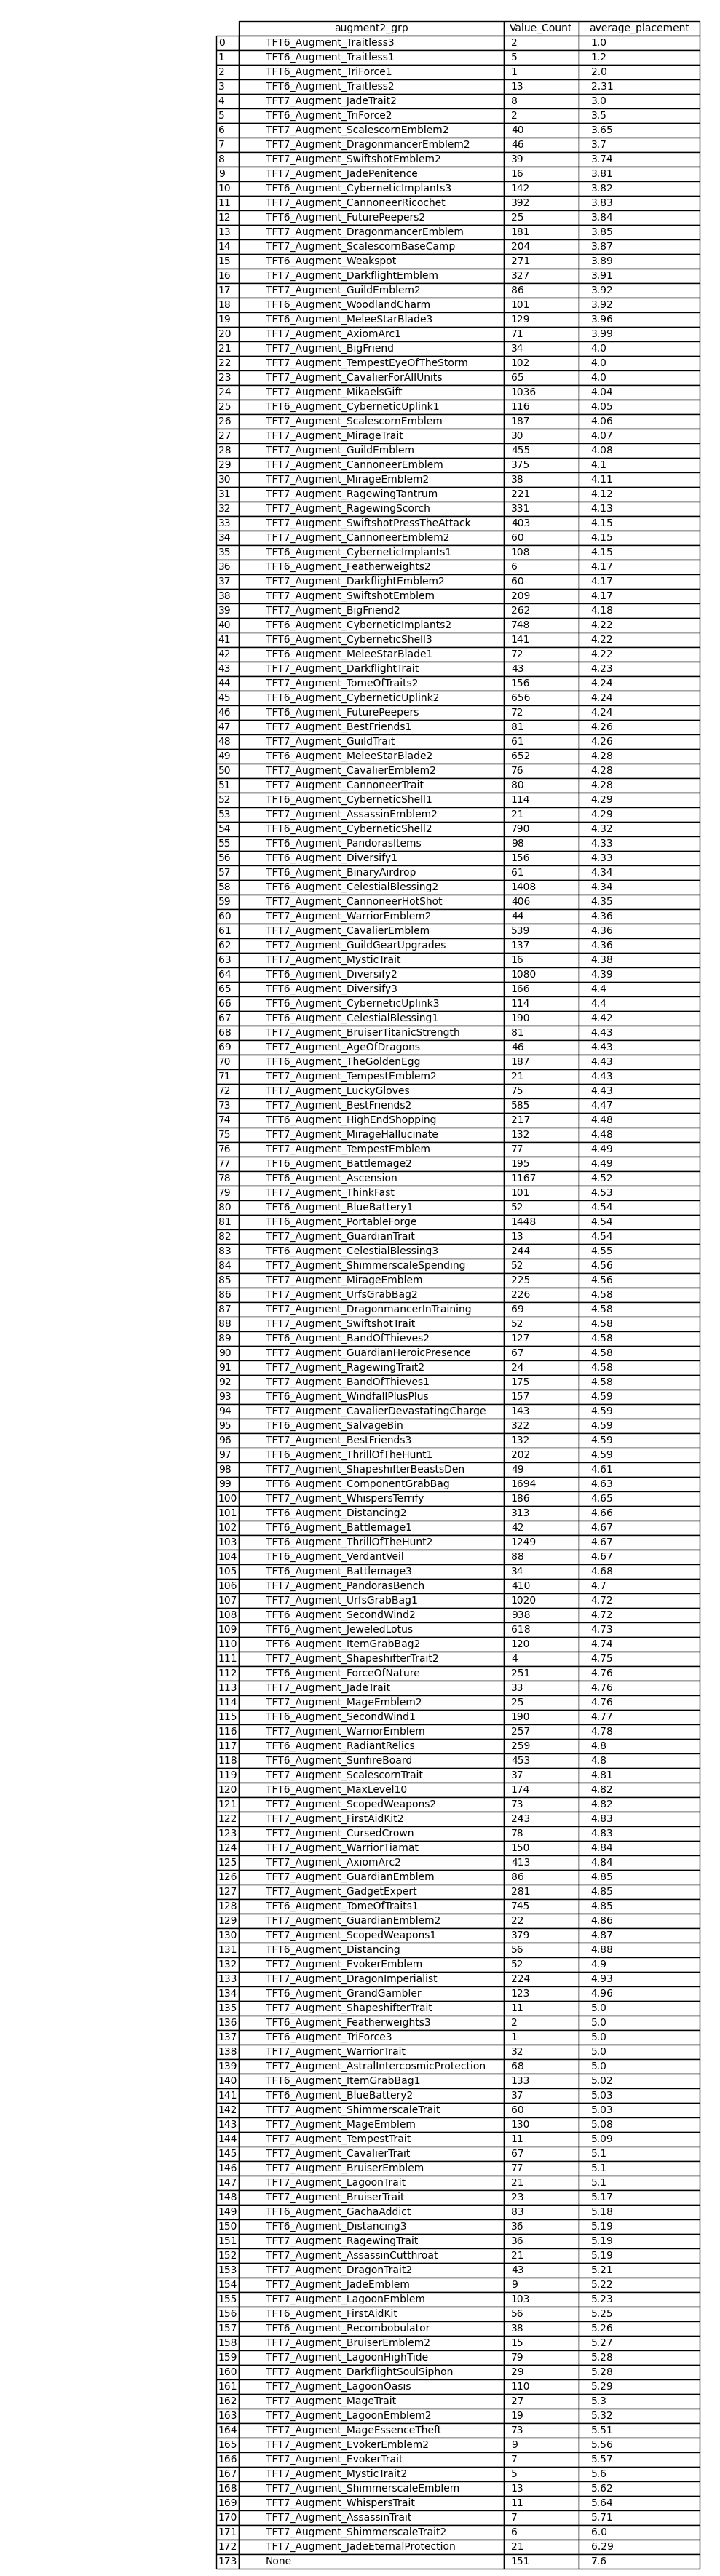 augment2_grp Value_Count average_placement
0 TFT6_Augment_Traitless3 2 1.0
1 TFT6_Augment_Traitless1 5 1.2
2 TFT6_Augment_TriForce1 1 2.0
3 TFT6_Augment_Traitless2 13 2.31
4 TFT7_Augment_JadeTrait2 8 3.0
5 TFT6_Augment_TriForce2 2 3.5
6 TFT7_Augment_ScalescornEmblem2 40 3.65
7 TFT7_Augment_DragonmancerEmblem2 46 3.7
8 TFT7_Augment_SwiftshotEmblem2 39 3.74
9 TFT7_Augment_JadePenitence 16 3.81
10 TFT6_Augment_CyberneticImplants3 142 3.82
11 TFT7_Augment_CannoneerRicochet 392 3.83
12 TFT6_Augment_FuturePeepers2 25 3.84
13 TFT7_Augment_DragonmancerEmblem 181 3.85
14 TFT7_Augment_ScalescornBaseCamp 204 3.87
15 TFT6_Augment_Weakspot 271 3.89
16 TFT7_Augment_DarkflightEmblem 327 3.91
17 TFT7_Augment_GuildEmblem2 86 3.92
18 TFT6_Augment_WoodlandCharm 101 3.92
19 TFT6_Augment_MeleeStarBlade3 129 3.96
20 TFT7_Augment_AxiomArc1 71 3.99
21 TFT7_Augment_BigFriend 34 4.0
22 TFT7_Augment_TempestEyeOfTheStorm 102 4.0
23 TFT7_Augment_CavalierForAllUnits 65 4.0
24 TFT7_Augment_MikaelsGift 1036 4.04
25 TFT6_Augment_CyberneticUplink1 116 4.05
26 TFT7_Augment_ScalescornEmblem 187 4.06
27 TFT7_Augment_MirageTrait 30 4.07
28 TFT7_Augment_GuildEmblem 455 4.08
29 TFT7_Augment_CannoneerEmblem 375 4.1
30 TFT7_Augment_MirageEmblem2 38 4.11
31 TFT7_Augment_RagewingTantrum 221 4.12
32 TFT7_Augment_RagewingScorch 331 4.13
33 TFT7_Augment_SwiftshotPressTheAttack 403 4.15
34 TFT7_Augment_CannoneerEmblem2 60 4.15
35 TFT6_Augment_CyberneticImplants1 108 4.15
36 TFT6_Augment_Featherweights2 6 4.17
37 TFT7_Augment_DarkflightEmblem2 60 4.17
38 TFT7_Augment_SwiftshotEmblem 209 4.17
39 TFT7_Augment_BigFriend2 262 4.18
40 TFT6_Augment_CyberneticImplants2 748 4.22
41 TFT6_Augment_CyberneticShell3 141 4.22
42 TFT6_Augment_MeleeStarBlade1 72 4.22
43 TFT7_Augment_DarkflightTrait 43 4.23
44 TFT7_Augment_TomeOfTraits2 156 4.24
45 TFT6_Augment_CyberneticUplink2 656 4.24
46 TFT6_Augment_FuturePeepers 72 4.24
47 TFT7_Augment_BestFriends1 81 4.26
48 TFT7_Augment_GuildTrait 61 4.26
49 TFT6_Augment_MeleeStarBlade2 652 4.28
50 TFT7_Augment_CavalierEmblem2 76 4.28
51 TFT7_Augment_CannoneerTrait 80 4.28
52 TFT6_Augment_CyberneticShell1 114 4.29
53 TFT7_Augment_AssassinEmblem2 21 4.29
54 TFT6_Augment_CyberneticShell2 790 4.32
55 TFT6_Augment_PandorasItems 98 4.33
56 TFT6_Augment_Diversify1 156 4.33
57 TFT6_Augment_BinaryAirdrop 61 4.34
58 TFT6_Augment_CelestialBlessing2 1408 4.34
59 TFT7_Augment_CannoneerHotShot 406 4.35
60 TFT7_Augment_WarriorEmblem2 44 4.36
61 TFT7_Augment_CavalierEmblem 539 4.36
62 TFT7_Augment_GuildGearUpgrades 137 4.36
63 TFT7_Augment_MysticTrait 16 4.38
64 TFT6_Augment_Diversify2 1080 4.39
65 TFT6_Augment_Diversify3 166 4.4
66 TFT6_Augment_CyberneticUplink3 114 4.4
67 TFT6_Augment_CelestialBlessing1 190 4.42
68 TFT7_Augment_BruiserTitanicStrength 81 4.43
69 TFT7_Augment_AgeOfDragons 46 4.43
70 TFT6_Augment_TheGoldenEgg 187 4.43
71 TFT7_Augment_TempestEmblem2 21 4.43
72 TFT7_Augment_LuckyGloves 75 4.43
73 TFT7_Augment_BestFriends2 585 4.47
74 TFT6_Augment_HighEndShopping 217 4.48
75 TFT7_Augment_MirageHallucinate 132 4.48
76 TFT7_Augment_TempestEmblem 77 4.49
77 TFT6_Augment_Battlemage2 195 4.49
78 TFT6_Augment_Ascension 1167 4.52
79 TFT7_Augment_ThinkFast 101 4.53
80 TFT6_Augment_BlueBattery1 52 4.54
81 TFT6_Augment_PortableForge 1448 4.54
82 TFT7_Augment_GuardianTrait 13 4.54
83 TFT6_Augment_CelestialBlessing3 244 4.55
84 TFT7_Augment_ShimmerscaleSpending 52 4.56
85 TFT7_Augment_MirageEmblem 225 4.56
86 TFT7_Augment_UrfsGrabBag2 226 4.58
87 TFT7_Augment_DragonmancerInTraining 69 4.58
88 TFT7_Augment_SwiftshotTrait 52 4.58
89 TFT6_Augment_BandOfThieves2 127 4.58
90 TFT7_Augment_GuardianHeroicPresence 67 4.58
91 TFT7_Augment_RagewingTrait2 24 4.58
92 TFT7_Augment_BandOfThieves1 175 4.58
93 TFT6_Augment_WindfallPlusPlus 157 4.59
94 TFT7_Augment_CavalierDevastatingCharge 143 4.59
95 TFT6_Augment_SalvageBin 322 4.59
96 TFT7_Augment_BestFriends3 132 4.59
97 TFT6_Augment_ThrillOfTheHunt1 202 4.59
98 TFT7_Augment_ShapeshifterBeastsDen 49 4.61
99 TFT6_Augment_ComponentGrabBag 1694 4.63
100 TFT7_Augment_WhispersTerrify 186 4.65
101 TFT6_Augment_Distancing2 313 4.66
102 TFT6_Augment_Battlemage1 42 4.67
103 TFT6_Augment_ThrillOfTheHunt2 1249 4.67
104 TFT6_Augment_VerdantVeil 88 4.67
105 TFT6_Augment_Battlemage3 34 4.68
106 TFT7_Augment_PandorasBench 410 4.7
107 TFT7_Augment_UrfsGrabBag1 1020 4.72
108 TFT6_Augment_SecondWind2 938 4.72
109 TFT6_Augment_JeweledLotus 618 4.73
110 TFT6_Augment_ItemGrabBag2 120 4.74
111 TFT7_Augment_ShapeshifterTrait2 4 4.75
112 TFT6_Augment_ForceOfNature 251 4.76
113 TFT7_Augment_JadeTrait 33 4.76
114 TFT7_Augment_MageEmblem2 25 4.76
115 TFT6_Augment_SecondWind1 190 4.77
116 TFT7_Augment_WarriorEmblem 257 4.78
117 TFT6_Augment_RadiantRelics 259 4.8
118 TFT6_Augment_SunfireBoard 453 4.8
119 TFT7_Augment_ScalescornTrait 37 4.81
120 TFT6_Augment_MaxLevel10 174 4.82
121 TFT7_Augment_ScopedWeapons2 73 4.82
122 TFT7_Augment_FirstAidKit2 243 4.83
123 TFT7_Augment_CursedCrown 78 4.83
124 TFT7_Augment_WarriorTiamat 150 4.84
125 TFT7_Augment_AxiomArc2 413 4.84
126 TFT7_Augment_GuardianEmblem 86 4.85
127 TFT7_Augment_GadgetExpert 281 4.85
128 TFT6_Augment_TomeOfTraits1 745 4.85
129 TFT7_Augment_GuardianEmblem2 22 4.86
130 TFT7_Augment_ScopedWeapons1 379 4.87
131 TFT6_Augment_Distancing 56 4.88
132 TFT7_Augment_EvokerEmblem 52 4.9
133 TFT7_Augment_DragonImperialist 224 4.93
134 TFT6_Augment_GrandGambler 123 4.96
135 TFT7_Augment_ShapeshifterTrait 11 5.0
136 TFT6_Augment_Featherweights3 2 5.0
137 TFT6_Augment_TriForce3 1 5.0
138 TFT7_Augment_WarriorTrait 32 5.0
139 TFT7_Augment_AstralIntercosmicProtection 68 5.0
140 TFT6_Augment_ItemGrabBag1 133 5.02
141 TFT6_Augment_BlueBattery2 37 5.03
142 TFT7_Augment_ShimmerscaleTrait 60 5.03
143 TFT7_Augment_MageEmblem 130 5.08
144 TFT7_Augment_TempestTrait 11 5.09
145 TFT7_Augment_CavalierTrait 67 5.1
146 TFT7_Augment_BruiserEmblem 77 5.1
147 TFT7_Augment_LagoonTrait 21 5.1
148 TFT7_Augment_BruiserTrait 23 5.17
149 TFT6_Augment_GachaAddict 83 5.18
150 TFT6_Augment_Distancing3 36 5.19
151 TFT7_Augment_RagewingTrait 36 5.19
152 TFT7_Augment_AssassinCutthroat 21 5.19
153 TFT7_Augment_DragonTrait2 43 5.21
154 TFT7_Augment_JadeEmblem 9 5.22
155 TFT7_Augment_LagoonEmblem 103 5.23
156 TFT6_Augment_FirstAidKit 56 5.25
157 TFT6_Augment_Recombobulator 38 5.26
158 TFT7_Augment_BruiserEmblem2 15 5.27
159 TFT7_Augment_LagoonHighTide 79 5.28
160 TFT7_Augment_DarkflightSoulSiphon 29 5.28
161 TFT7_Augment_LagoonOasis 110 5.29
162 TFT7_Augment_MageTrait 27 5.3
163 TFT7_Augment_LagoonEmblem2 19 5.32
164 TFT7_Augment_MageEssenceTheft 73 5.51
165 TFT7_Augment_EvokerEmblem2 9 5.56
166 TFT7_Augment_EvokerTrait 7 5.57
167 TFT7_Augment_MysticTrait2 5 5.6
168 TFT7_Augment_ShimmerscaleEmblem 13 5.62
169 TFT7_Augment_WhispersTrait 11 5.64
170 TFT7_Augment_AssassinTrait 7 5.71
171 TFT7_Augment_ShimmerscaleTrait2 6 6.0
172 TFT7_Augment_JadeEternalProtection 21 6.29
173 None 151 7.6